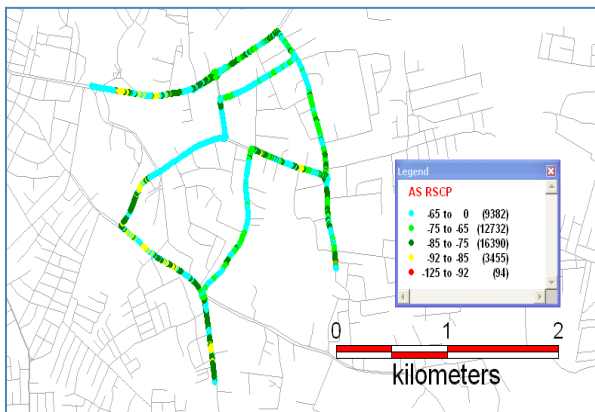 Legend
AS RSCP
-65 to 0 (9382)
-75 to -65 (12732)
-85 to -75 (16390)
-92 to -85 (3455)
-125 to -92 (94)
0 1 2
kilometers